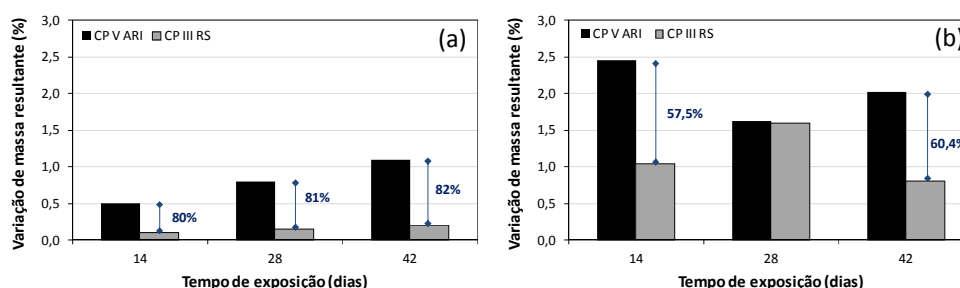 Variação de massa resultante (%)
3,0
2,5
2,0
1,5
1,0
0,5
0,0
CP V ARI CP III RS
(a)
80%
81%
82%
14 28 42
Tempo de exposição (dias)
Variação de massa resultante (%)
3,0
2,5
2,0
1,5
1,0
0,5
0,0
CP V ARI CP III RS
(b)
57,5%
60,4%
14 28 42
Tempo de exposição (dias)